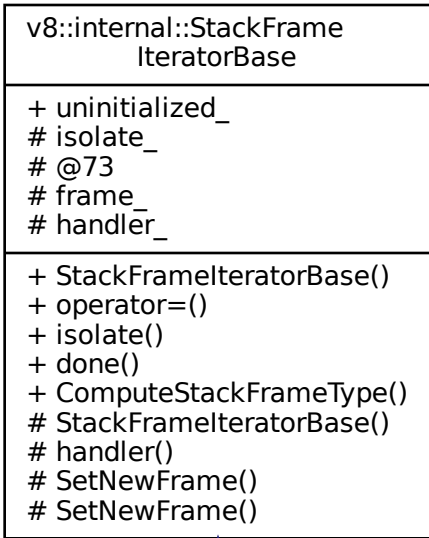 v8::internal::StackFrame
IteratorBase
+ uninitialized_
# isolate_
# @73
# frame_
# handler_
+ StackFrameIteratorBase()
+ operator=()
+ isolate()
+ done()
+ ComputeStackFrameType()
# StackFrameIteratorBase()
# handler()
# SetNewFrame()
# SetNewFrame()